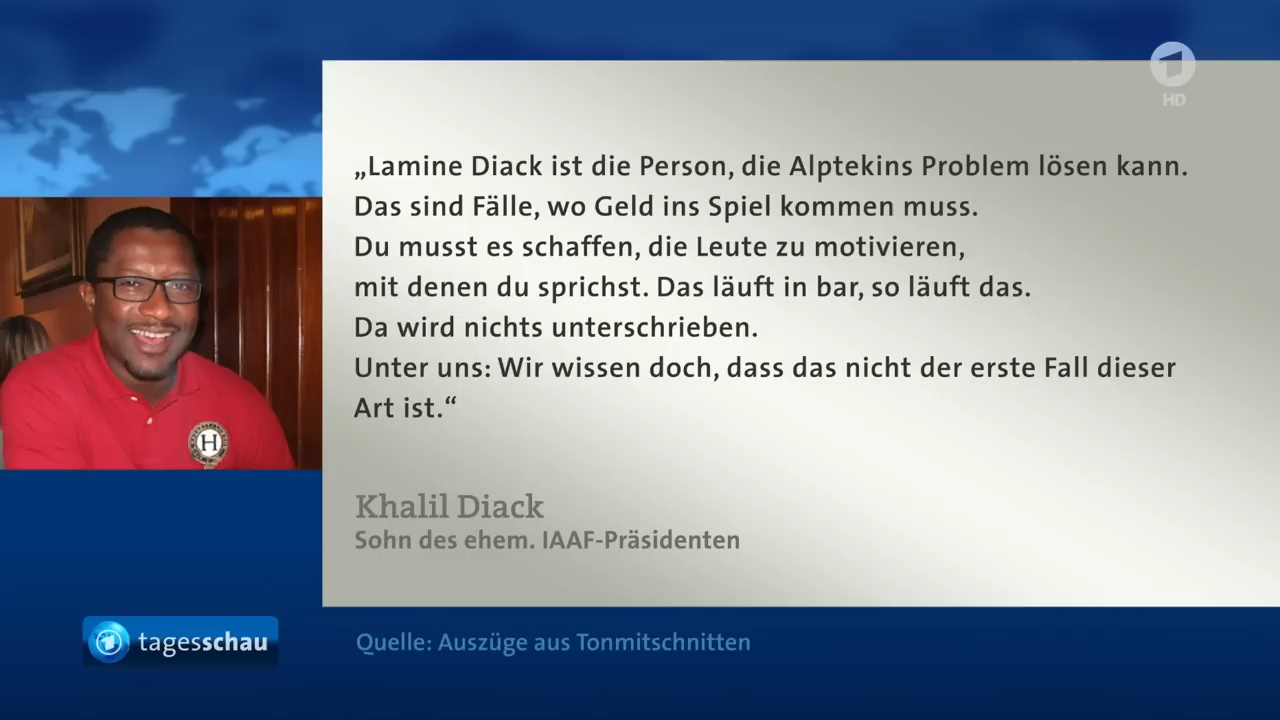 1
HD
„Lamine Diack ist die Person, die Alptekins Problem lösen kann.
Das sind Fälle, wo Geld ins Spiel kommen muss.
Du musst es schaffen, die Leute zu motivieren,
mit denen du sprichst. Das läuft in bar, so läuft das.
Da wird nichts unterschrieben.
Unter uns: Wir wissen doch, dass das nicht der erste Fall dieser
Art ist.“
H
Khalil Diack
Sohn des ehem. IAAF-Präsidenten
1 tagesschau
Quelle: Auszüge aus Tonmitschnitten